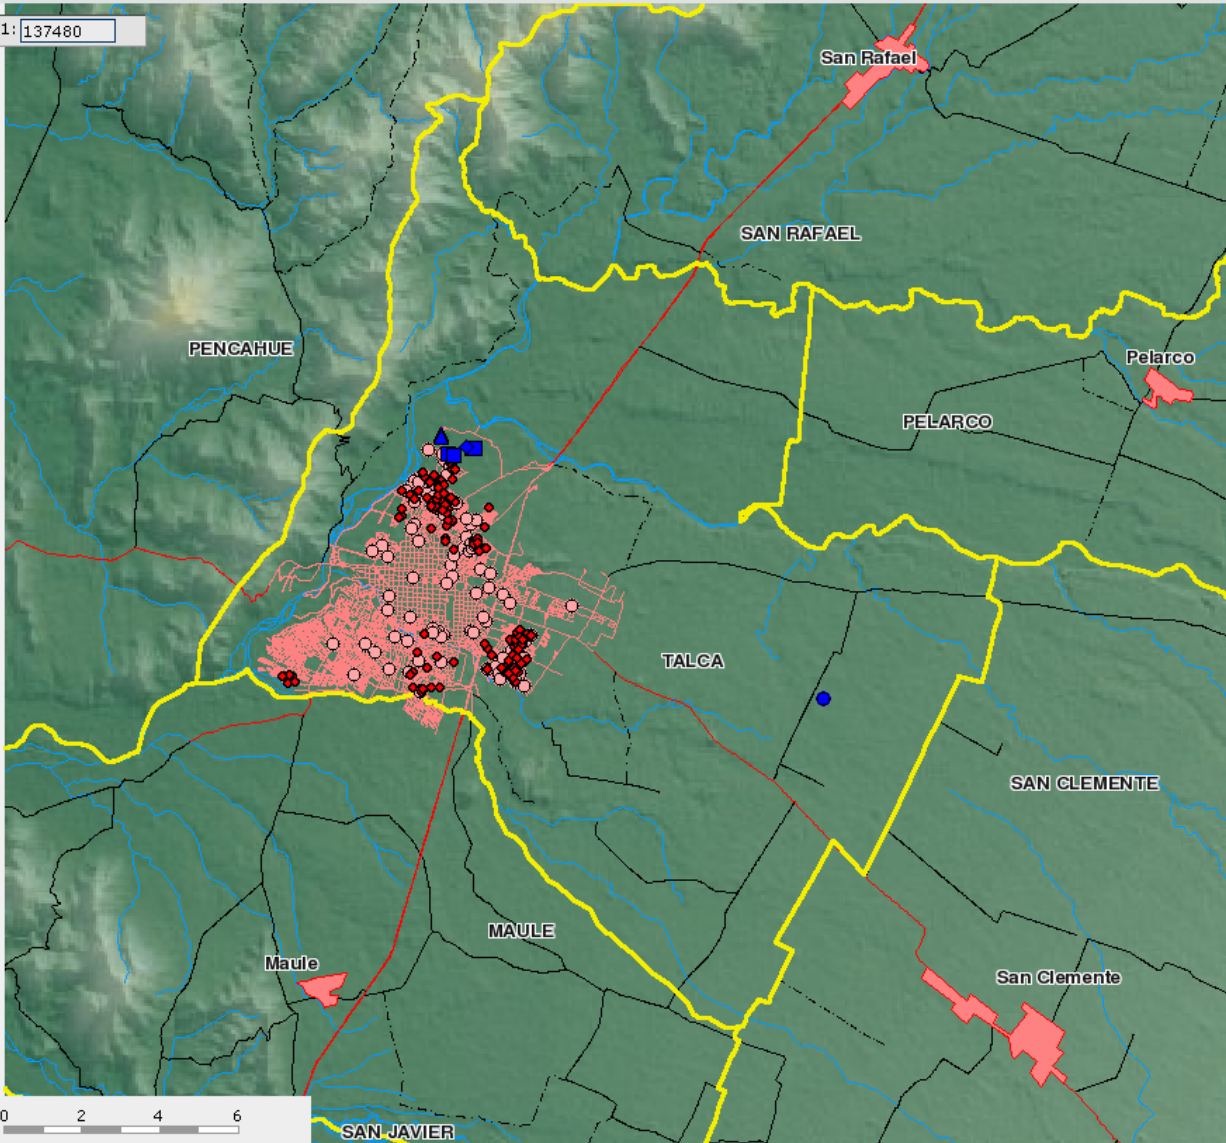 1: 137480
San Rafael
SAN RAFAEL
PENCAHUE
Pelarco
PELARCO
TALCA
SAN CLEMENTE
MAULE
Maule
San Clemente
0 2 4 6
SAN JAVIER